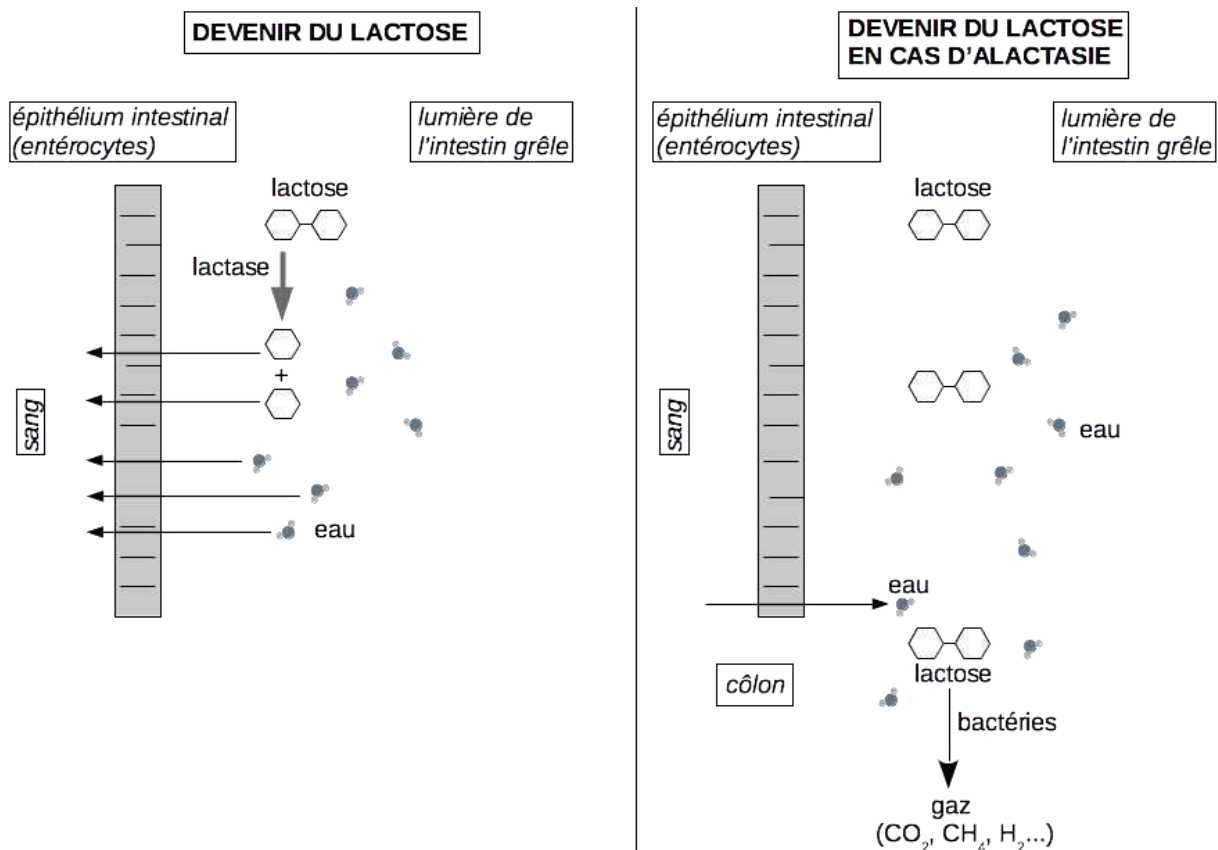 DEVENIR DU LACTOSE
épithélium intestinal
(entérocytes)
lumière de
l'intestin grêle
lactose
lactase
+
sang
eau
DEVENIR DU LACTOSE
EN CAS D'ALACTASIE
épithélium intestinal
(entérocytes)
lumière de
l'intestin grêle
lactose
sang
eau
eau
lactose
côlon
bactéries
gaz
(CO₂, CH₄, H₂...)